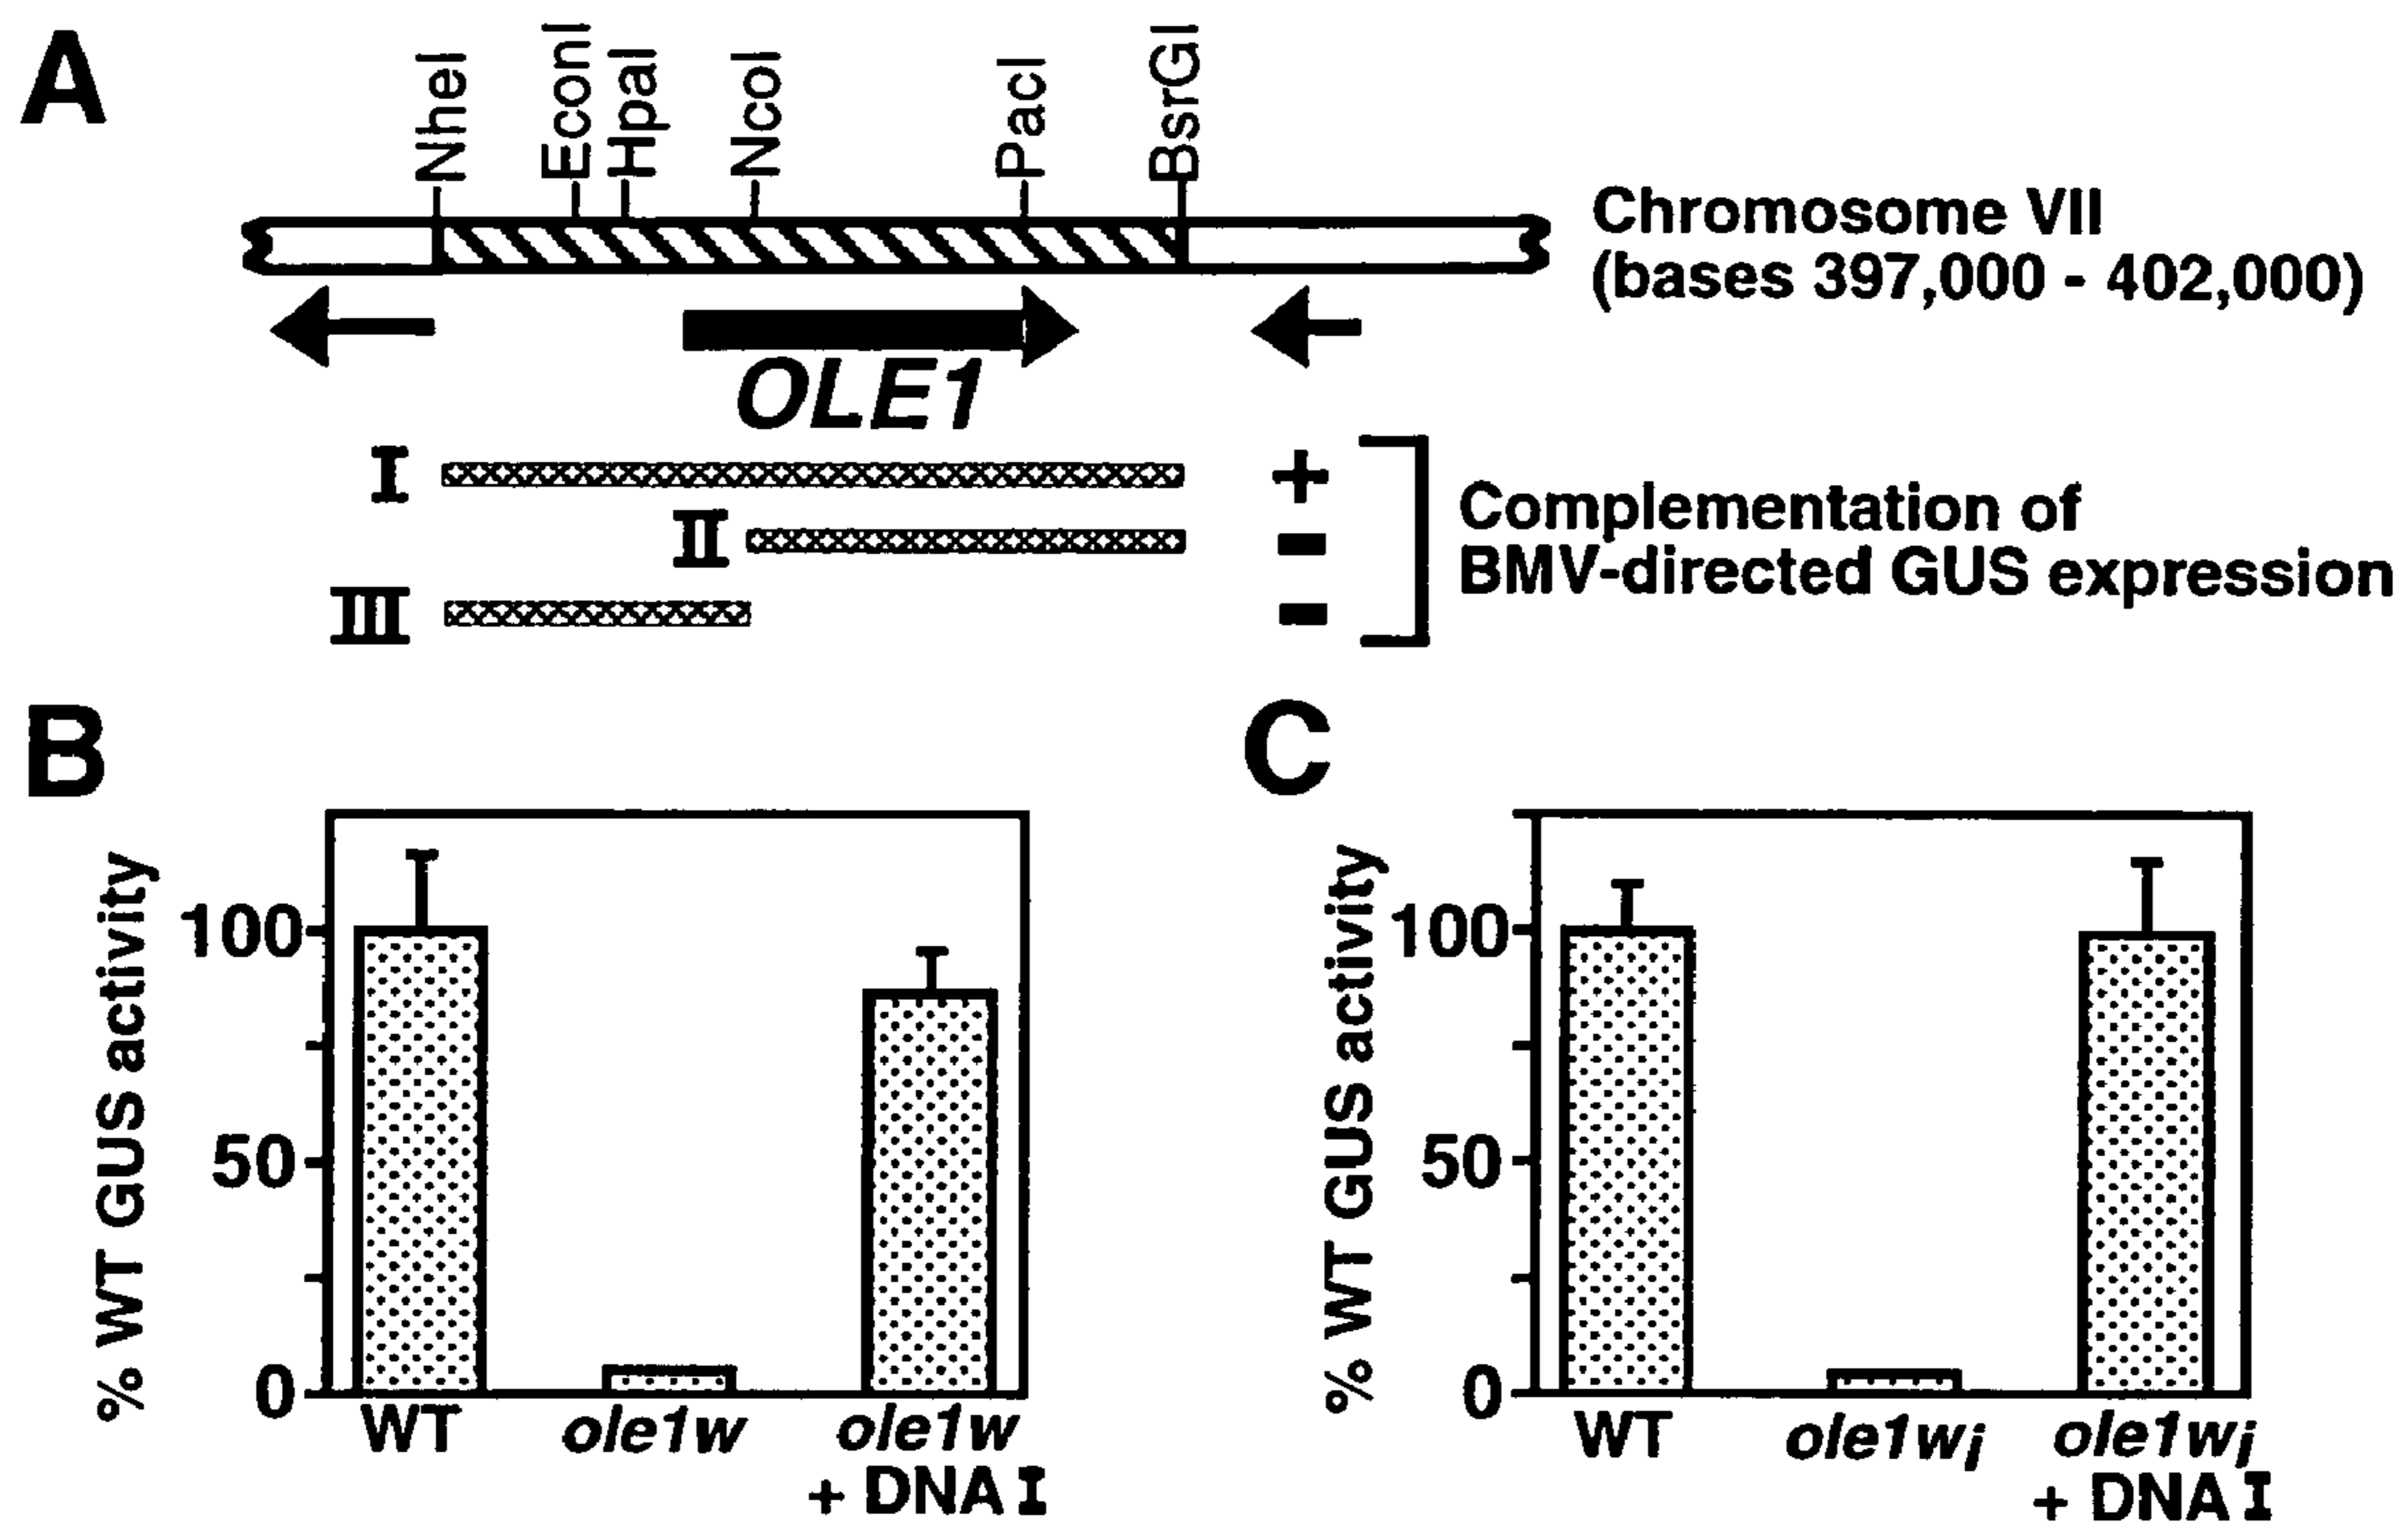 A
NheI
EconI
HpaI
NcoI
PacI
BsrGI
Chromosome VII
(bases 397,000 - 402,000)
OLE1
I
+
II
-
III
-
Complementation of
BMV-directed GUS expression
B
% WT GUS activity
100
50
0
WT
ole1w
ole1w
+ DNA I
C
% WT GUS activity
100
50
0
WT
ole1wi
ole1wi
+ DNA I